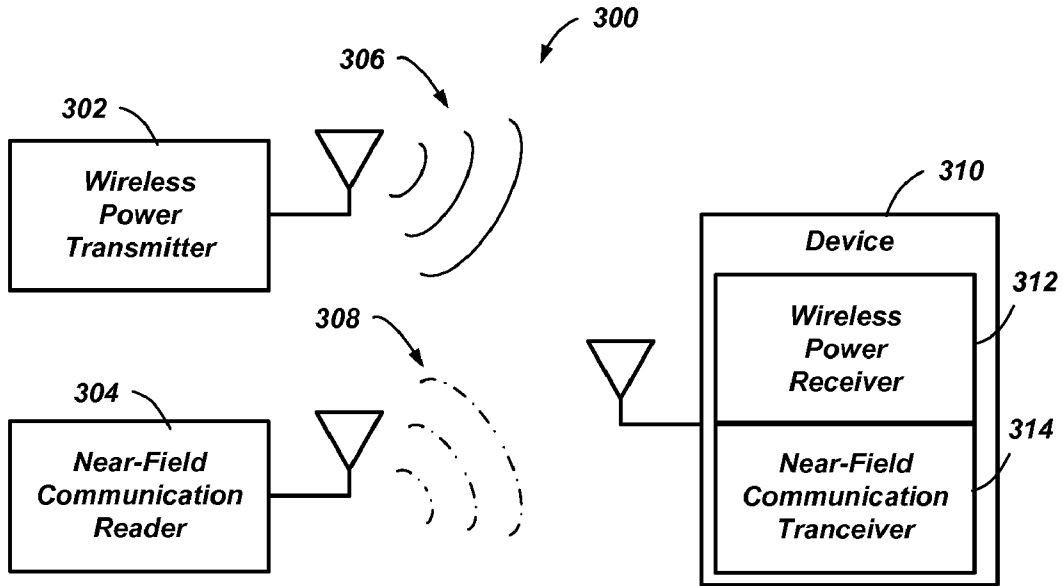 300
306
302
Wireless
Power
Transmitter
310
Device
312
Wireless
Power
Receiver
308
304
Near-Field
Communication
Reader
314
Near-Field
Communication
Tranceiver